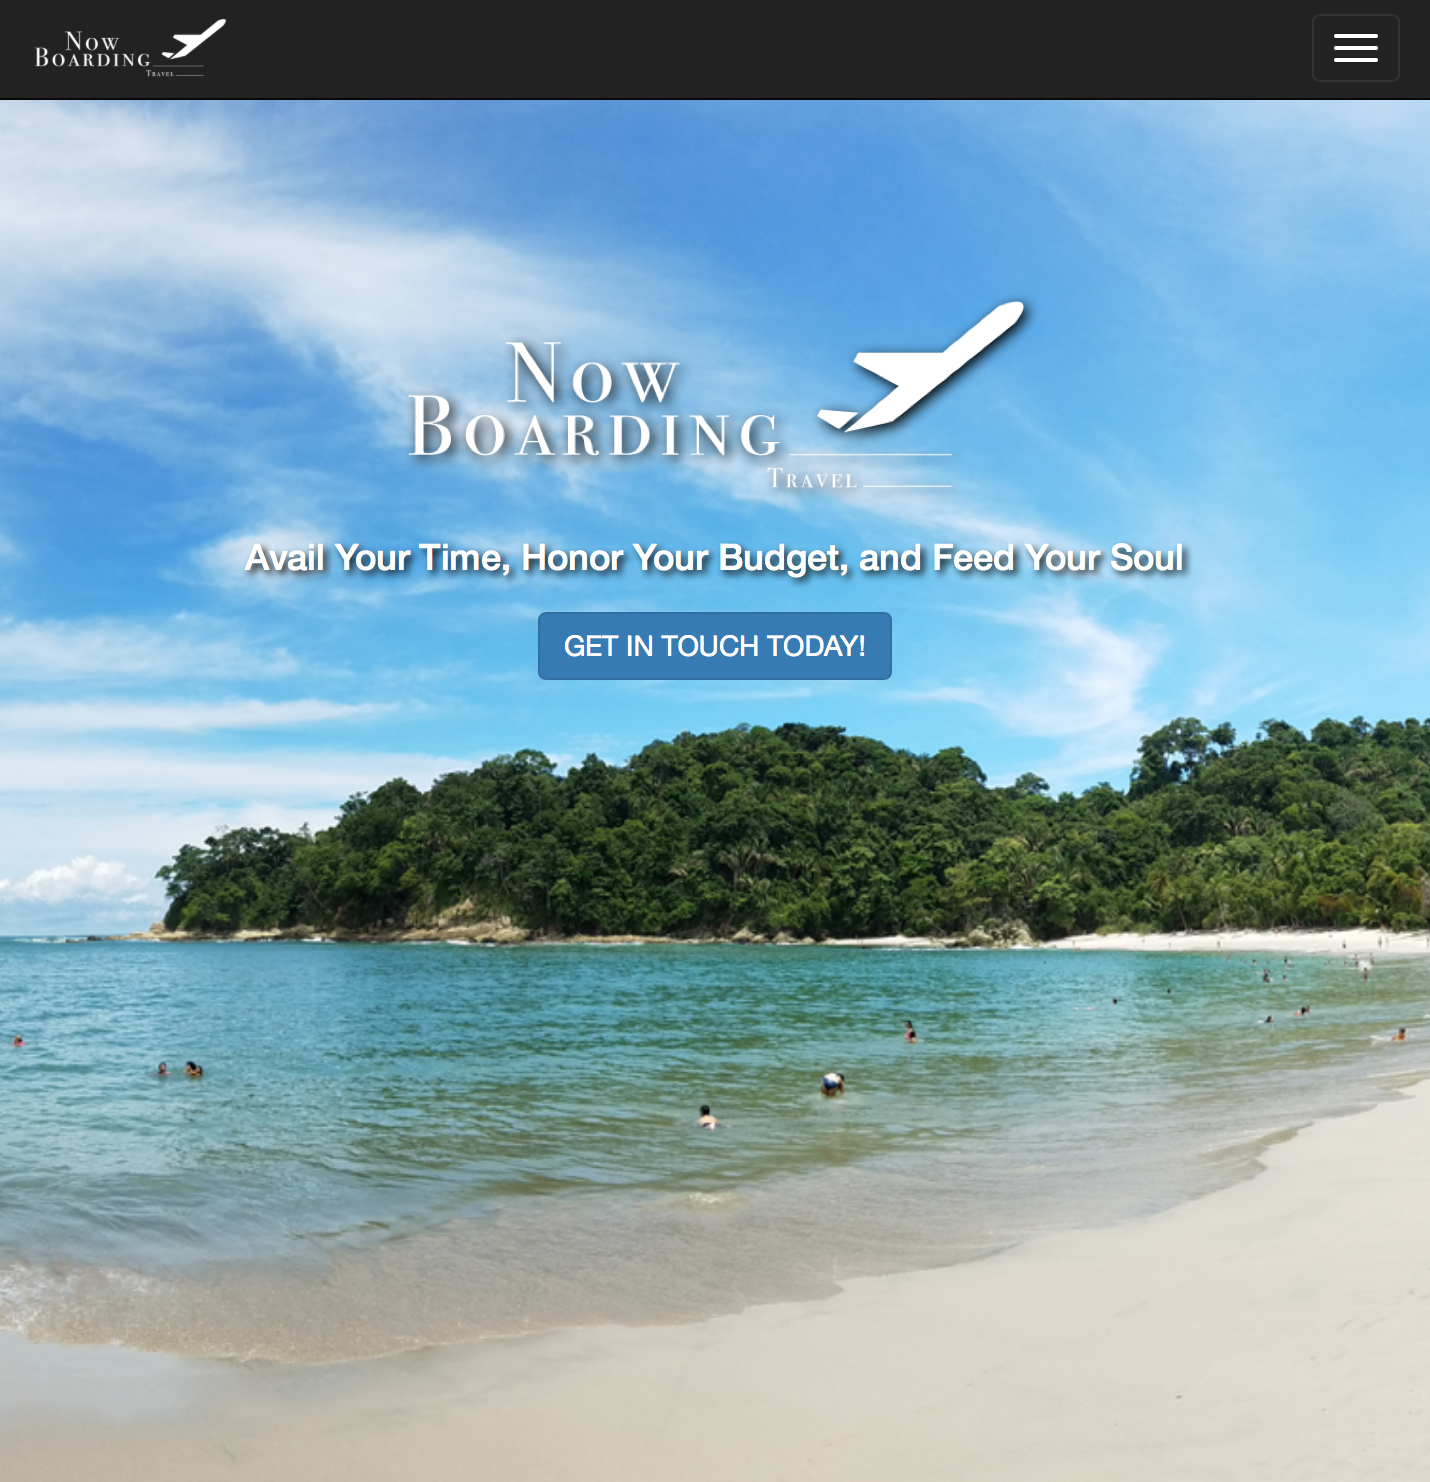 Now
Boarding
Travel
Now
Boarding
Travel
Avail Your Time, Honor Your Budget, and Feed Your Soul
GET IN TOUCH TODAY!